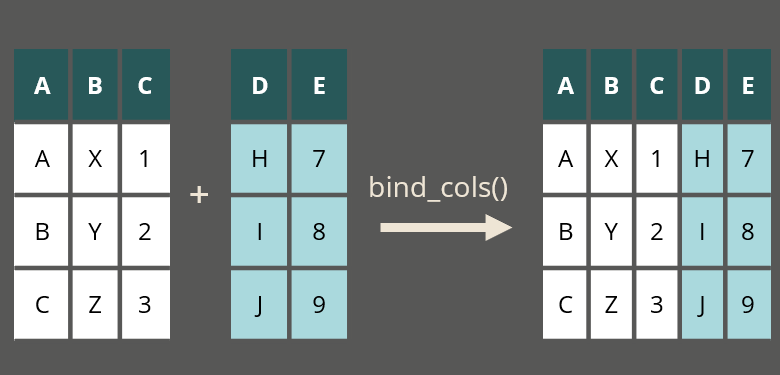 A B C
A X 1
B Y 2
C Z 3
+
D E
H 7
I 8
J 9
bind_cols()
A B C D E
A X 1 H 7
B Y 2 I 8
C Z 3 J 9